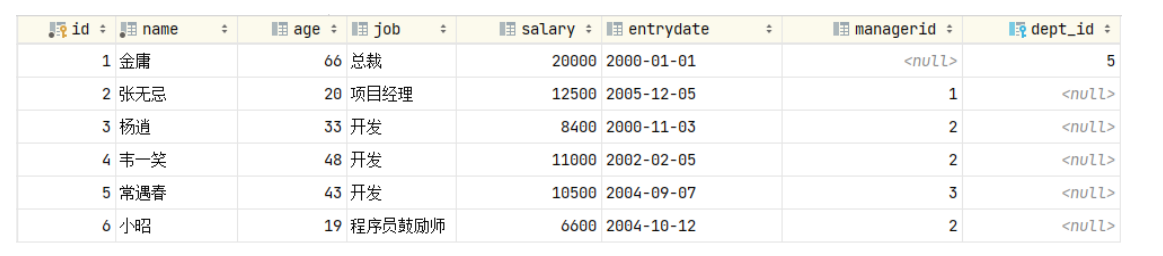 id name age job salary entrydate managerid dept_id
1 金庸 66 总裁 20000 2000-01-01 <null> 5
2 张无忌 20 项目经理 12500 2005-12-05 1 <null>
3 杨逍 33 开发 8400 2000-11-03 2 <null>
4 韦一笑 48 开发 11000 2002-02-05 2 <null>
5 常遇春 43 开发 10500 2004-09-07 3 <null>
6 小昭 19 程序员鼓励师 6600 2004-10-12 2 <null>